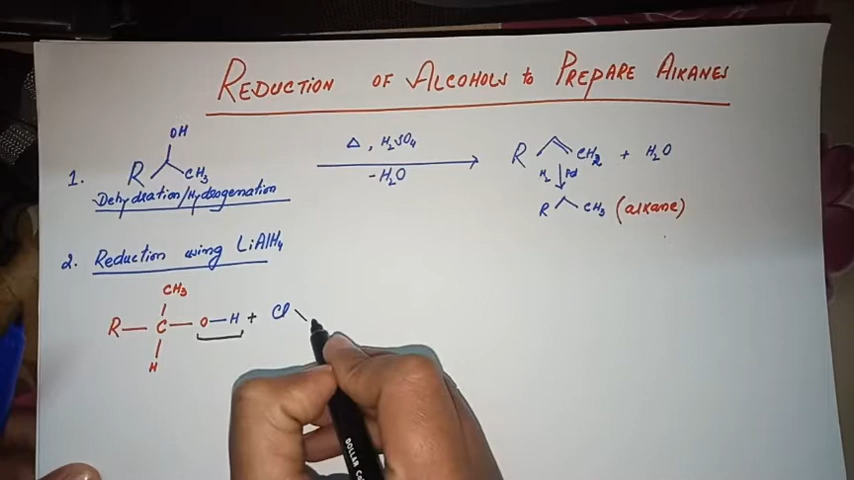 REDUCTION OF ALCOHOLS to PREPARE ALKANES
OH
1. R CH3 Δ, H2SO4 -H2O R CH2 + H2O
H2 Pd
Dehydration/Hydrogenation
R CH3 (alkane)
2. Reduction using LiAlH4
CH3
R-C-O-H + Cl
H
DOLLAR